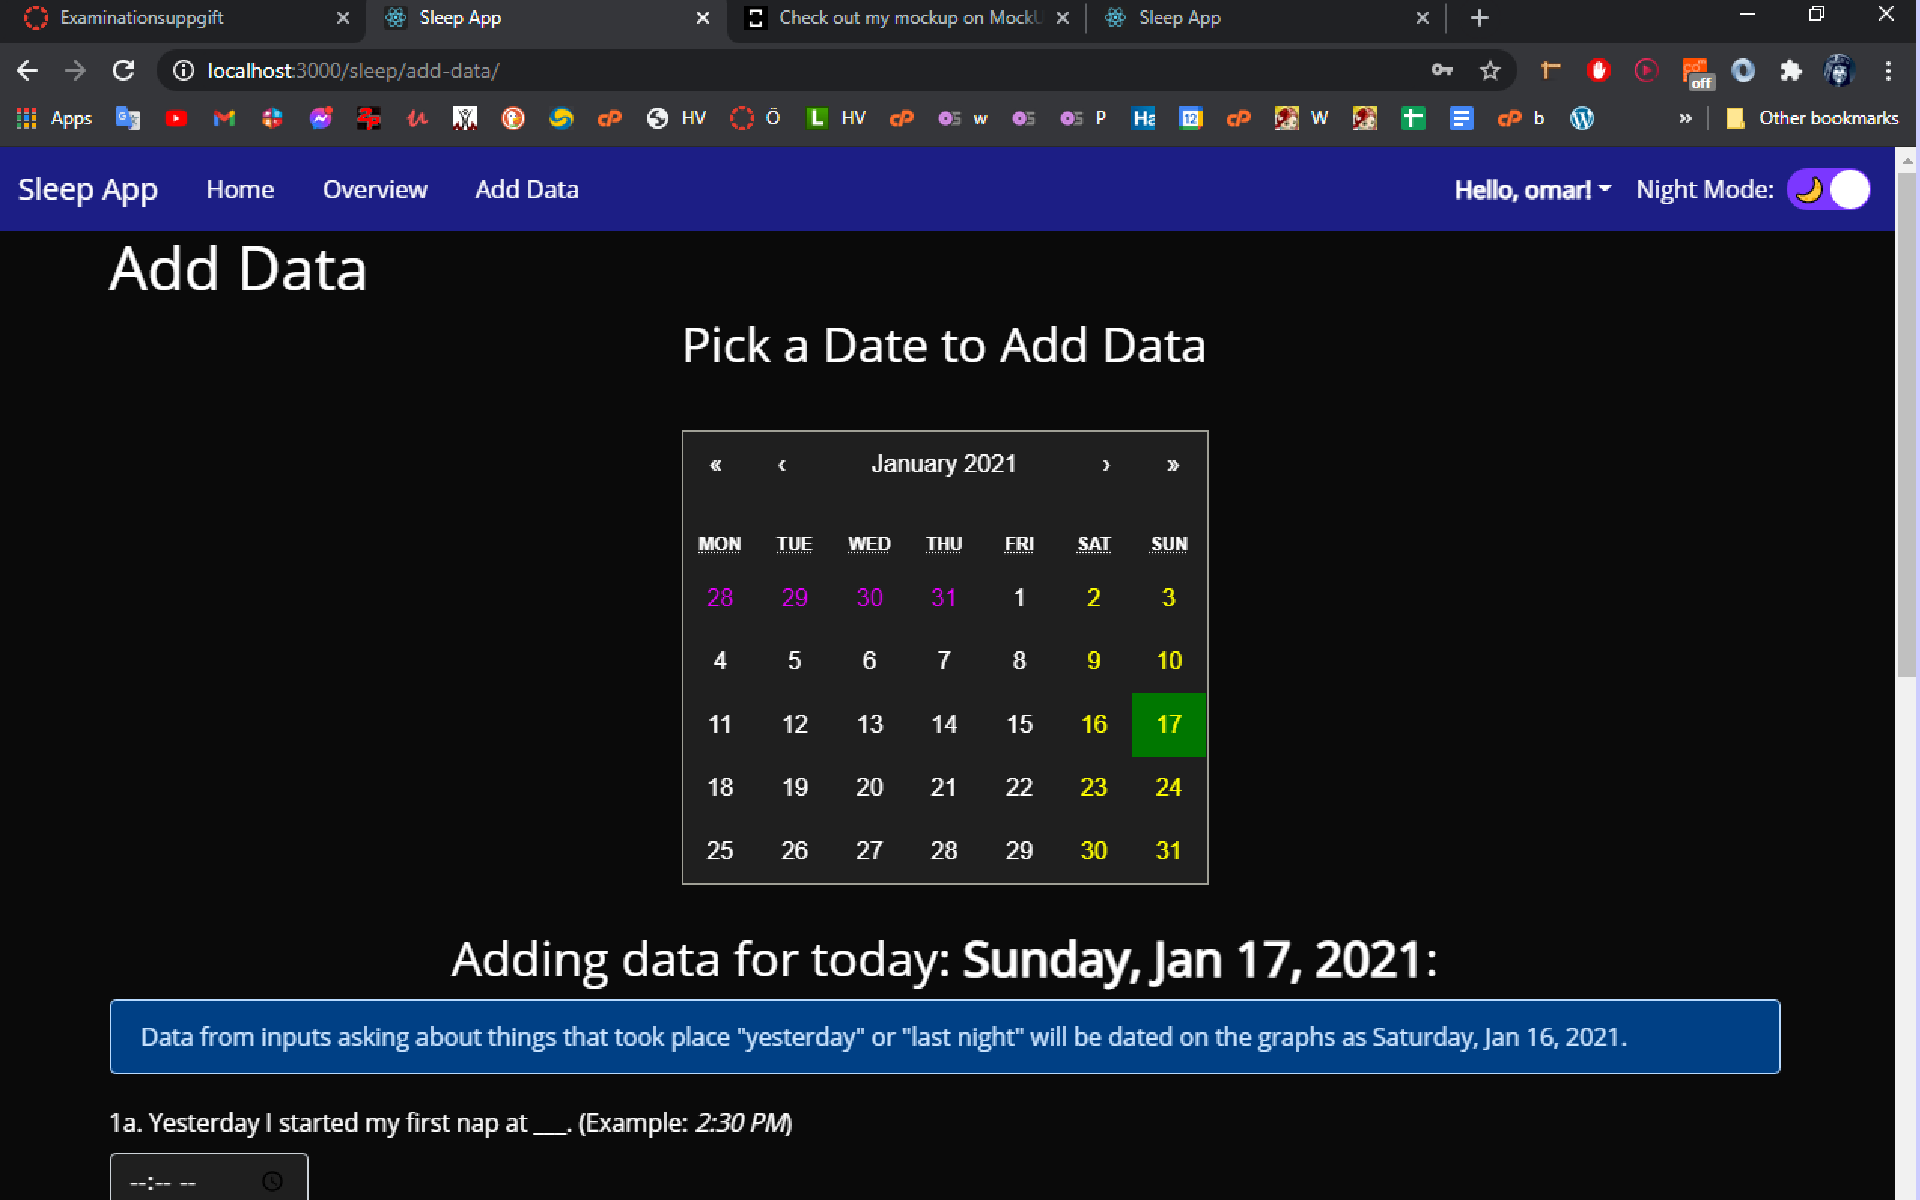 Examinationsuppgift
Sleep App
Check out my mockup on Mock
Sleep App
localhost:3000/sleep/add-data/
off
Apps
HV
Ö
L HV
w
P
Ha
12
W
b
» Other bookmarks
Sleep App Home Overview Add Data Hello, omar! Night Mode:
Add Data
Pick a Date to Add Data
« ‹ January 2021 › »
MON TUE WED THU FRI SAT SUN
28 29 30 31 1 2 3
4 5 6 7 8 9 10
11 12 13 14 15 16 17
18 19 20 21 22 23 24
25 26 27 28 29 30 31
Adding data for today: Sunday, Jan 17, 2021:
Data from inputs asking about things that took place "yesterday" or "last night" will be dated on the graphs as Saturday, Jan 16, 2021.
1a. Yesterday I started my first nap at ___. (Example: 2:30 PM)
--:-- --